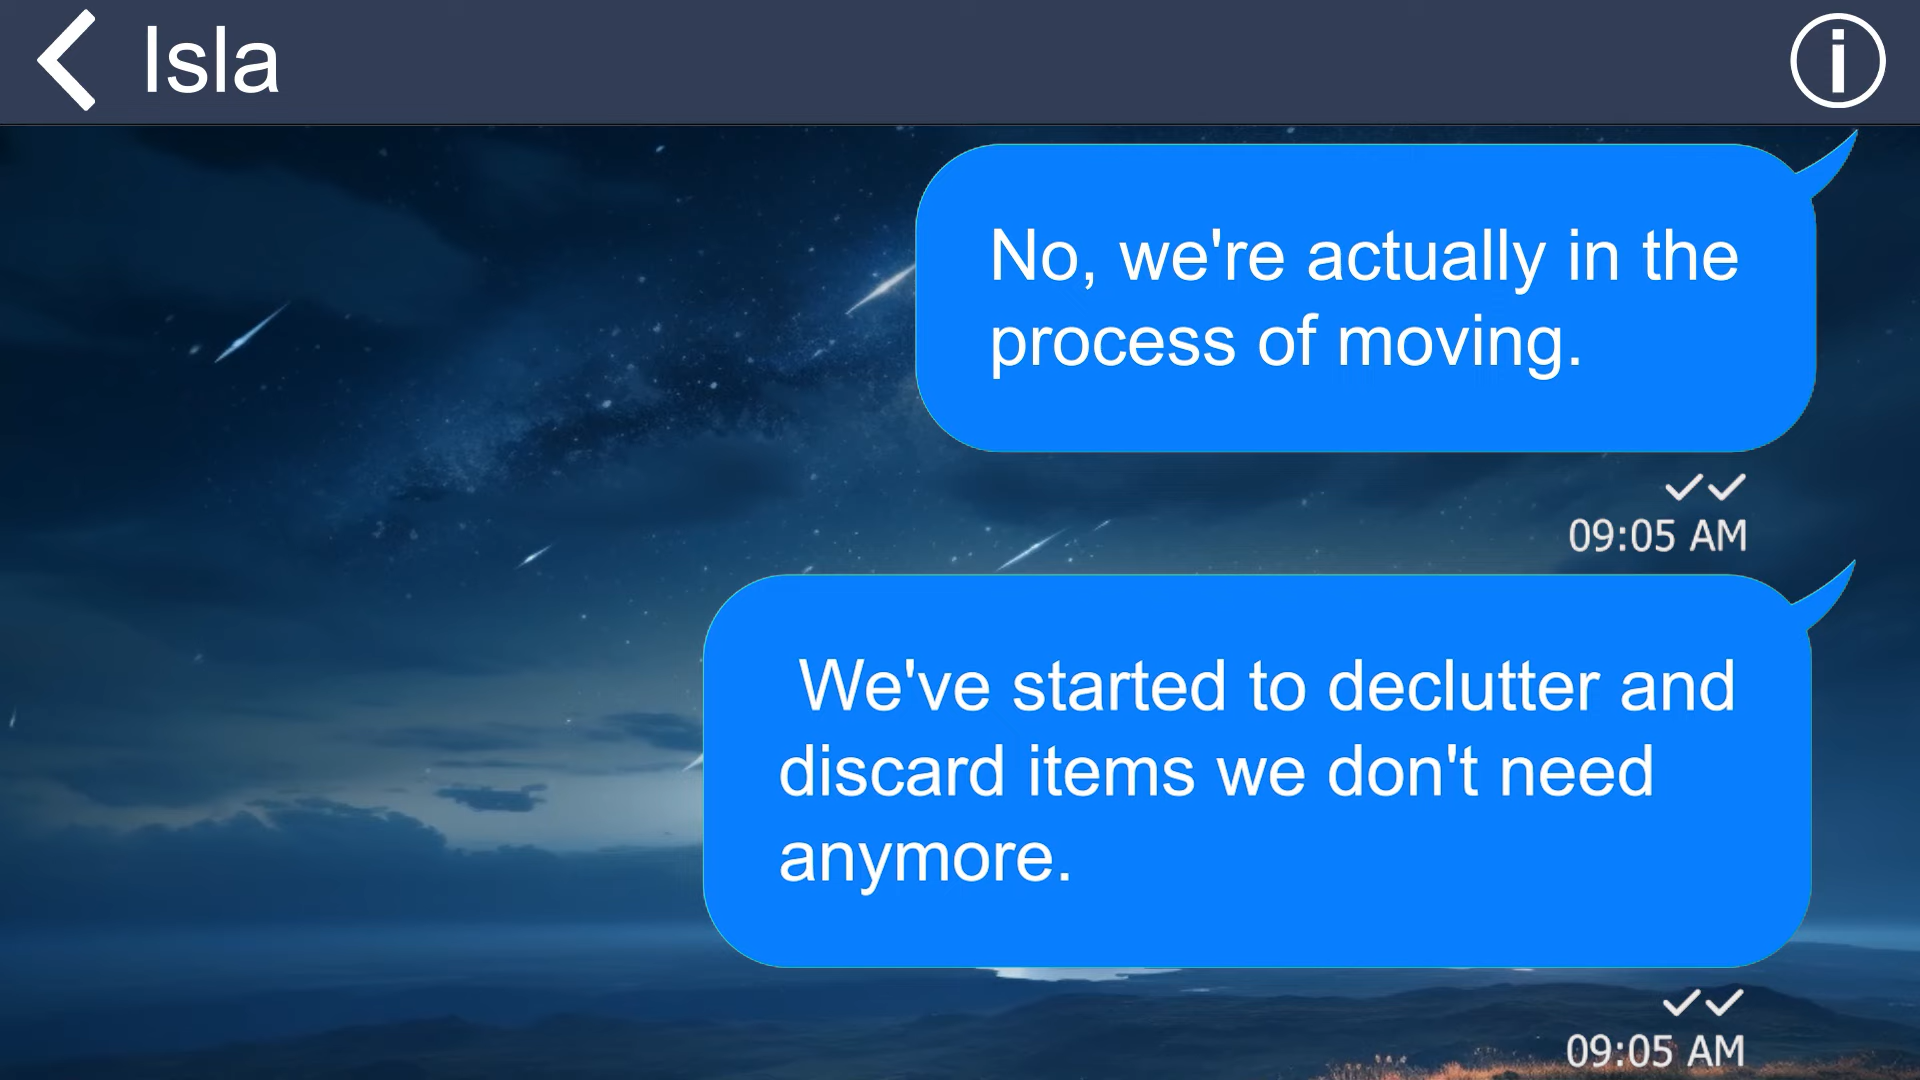 Isla
No, we're actually in the
process of moving.
09:05 AM
We've started to declutter and
discard items we don't need
anymore.
09:05 AM